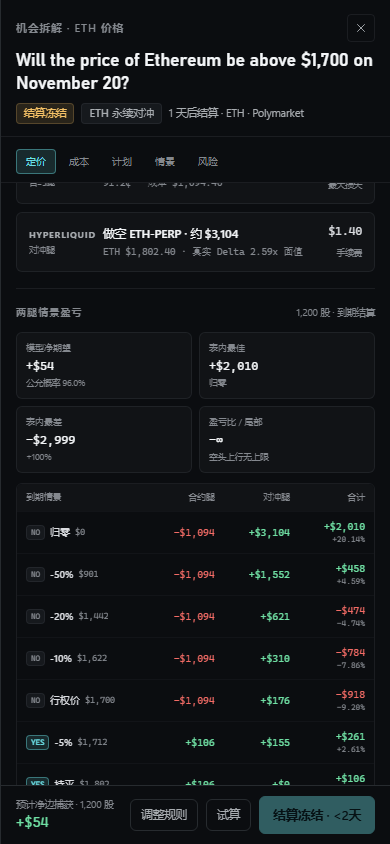 机会拆解 · ETH 价格
Will the price of Ethereum be above $1,700 on
November 20?
结算冻结 ETH 永续对冲 1 天后结算 · ETH · Polymarket
定价 成本 计划 情景 风险
HYPERLIQUID 做空 ETH-PERP · 约 $3,104 $1.40
对冲腿 ETH $1,802.40 · 真实 Delta 2.59x 面值 手续费
两腿情景盈亏 1,200 股 · 到期结算
模型净期望 表内最佳
+$54 +$2,010
公允概率 96.0% 归零
表内最差 盈亏比 / 尾部
−$2,999 −∞
+100% 空头上行无上限
到期情景 合约腿 对冲腿 合计
NO 归零 $0 −$1,094 +$3,104 +$2,010
+20.14%
NO -50% $901 −$1,094 +$1,552 +$458
+4.59%
NO -20% $1,442 −$1,094 +$621 −$474
−4.74%
NO -10% $1,622 −$1,094 +$310 −$784
−7.86%
NO 行权价 $1,700 −$1,094 +$176 −$918
−9.20%
YES -5% $1,712 +$106 +$155 +$261
+2.61%
YES 持平 $1,802 +$106 +$0 +$106
预计净边捕获 · 1,200 股
+$54
调整规则 试算 结算冻结 · <2天